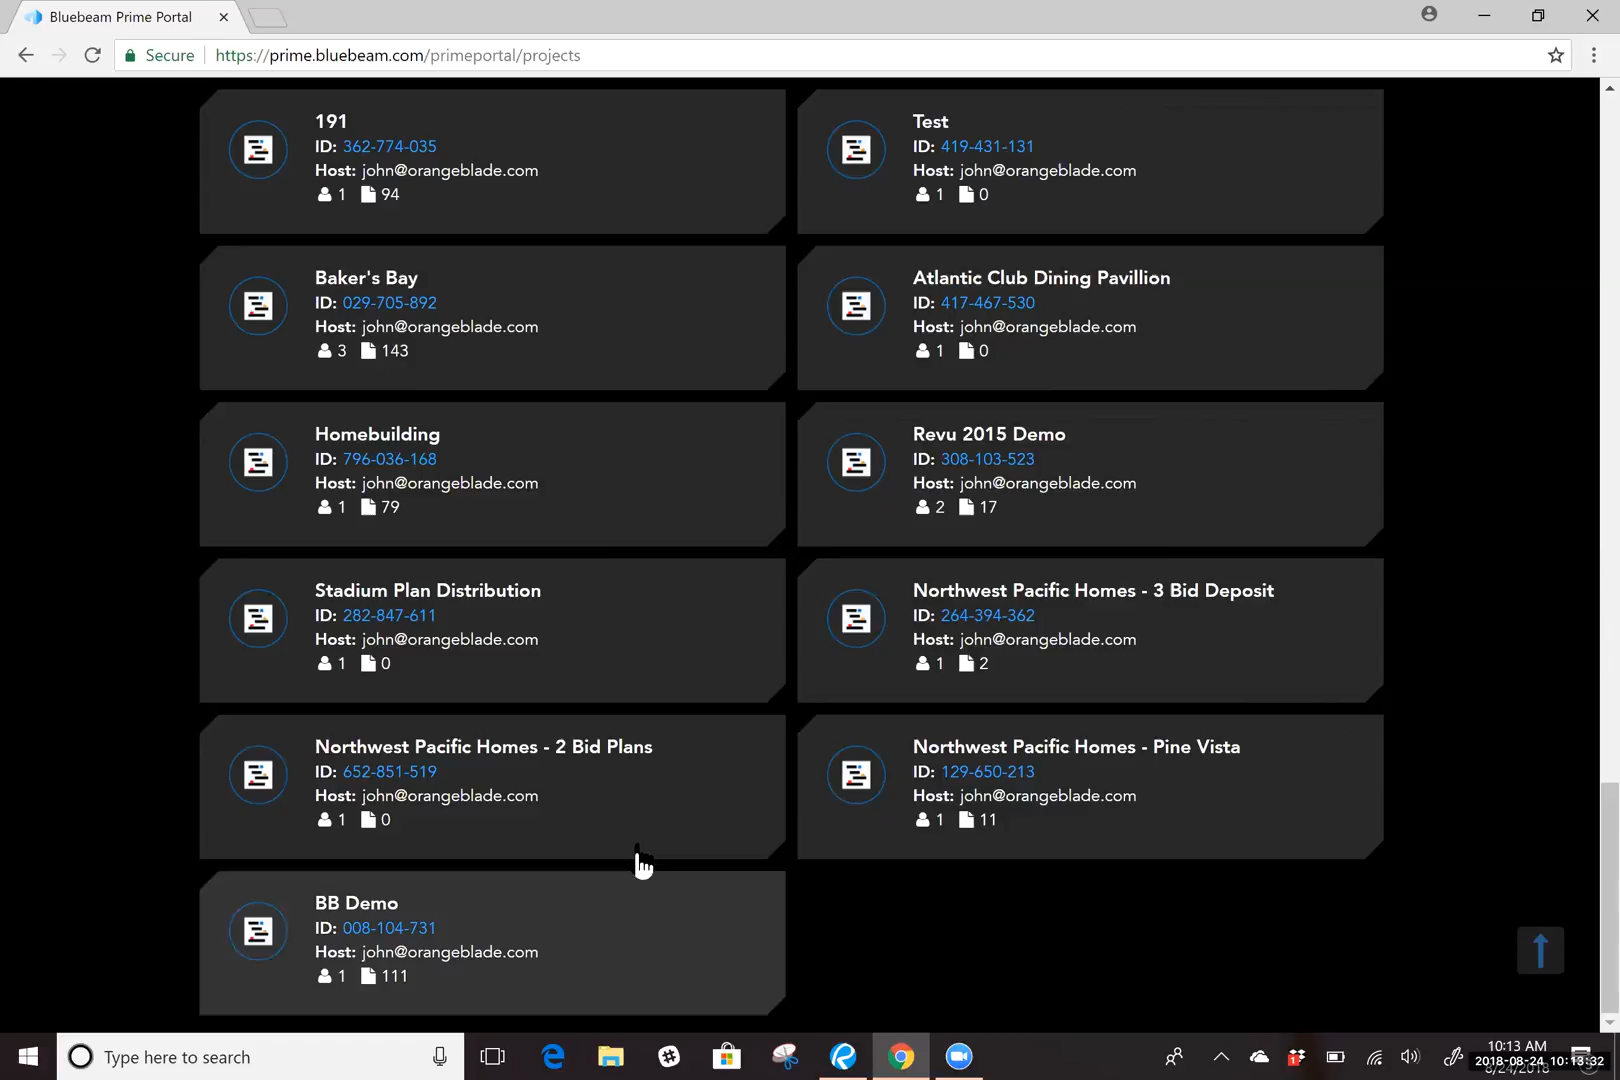 Bluebeam Prime Portal
Secure
https://prime.bluebeam.com/primeportal/projects
191
ID: 362-774-035
Host: john@orangeblade.com
1 94
Test
ID: 419-431-131
Host: john@orangeblade.com
1 0
Baker's Bay
ID: 029-705-892
Host: john@orangeblade.com
3 143
Atlantic Club Dining Pavillion
ID: 417-467-530
Host: john@orangeblade.com
1 0
Homebuilding
ID: 796-036-168
Host: john@orangeblade.com
1 79
Revu 2015 Demo
ID: 308-103-523
Host: john@orangeblade.com
2 17
Stadium Plan Distribution
ID: 282-847-611
Host: john@orangeblade.com
1 0
Northwest Pacific Homes - 3 Bid Deposit
ID: 264-394-362
Host: john@orangeblade.com
1 2
Northwest Pacific Homes - 2 Bid Plans
ID: 652-851-519
Host: john@orangeblade.com
1 0
Northwest Pacific Homes - Pine Vista
ID: 129-650-213
Host: john@orangeblade.com
1 11
BB Demo
ID: 008-104-731
Host: john@orangeblade.com
1 111
Type here to search
10:13 AM
2018-08-24 10:13:32
8/24/2018